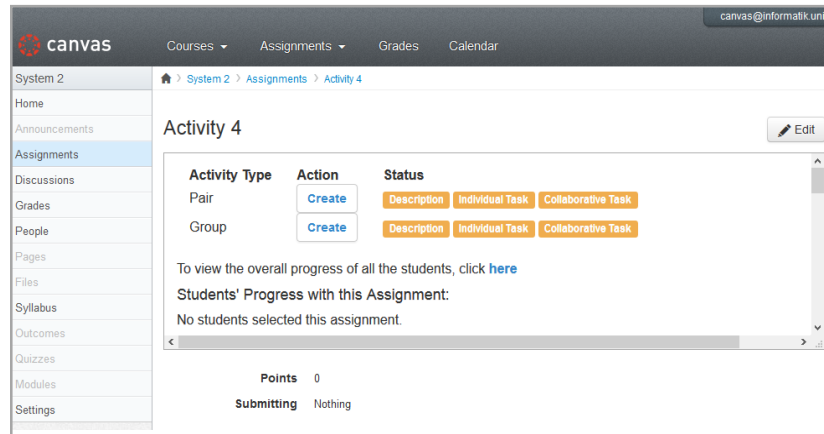 canvas@informatik.uni
canvas
Courses Assignments Grades Calendar
System 2
System 2 > Assignments > Activity 4
Home
Announcements
Assignments
Discussions
Grades
People
Pages
Files
Syllabus
Outcomes
Quizzes
Modules
Settings
Activity 4
Edit
Activity Type Action Status
Pair Create Description Individual Task Collaborative Task
Group Create Description Individual Task Collaborative Task
To view the overall progress of all the students, click here
Students' Progress with this Assignment:
No students selected this assignment.
Points 0
Submitting Nothing